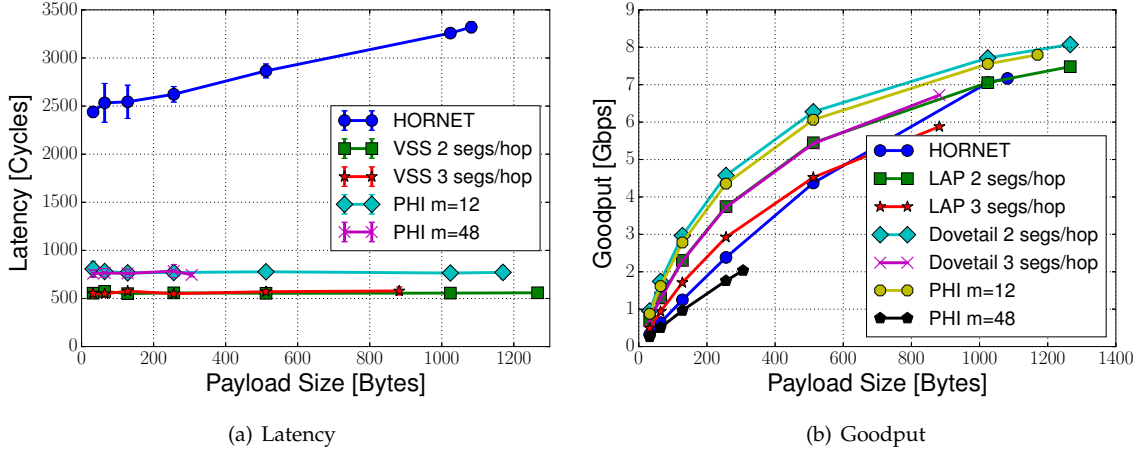 3500
3000
2500
2000
1500
1000
500
0
Latency [Cycles]
0 200 400 600 800 1000 1200
Payload Size [Bytes]
HORNET
VSS 2 segs/hop
VSS 3 segs/hop
PHI m=12
PHI m=48
(a) Latency
9
8
7
6
5
4
3
2
1
0
Goodput [Gbps]
0 200 400 600 800 1000 1200 1400
Payload Size [Bytes]
HORNET
LAP 2 segs/hop
LAP 3 segs/hop
Dovetail 2 segs/hop
Dovetail 3 segs/hop
PHI m=12
PHI m=48
(b) Goodput